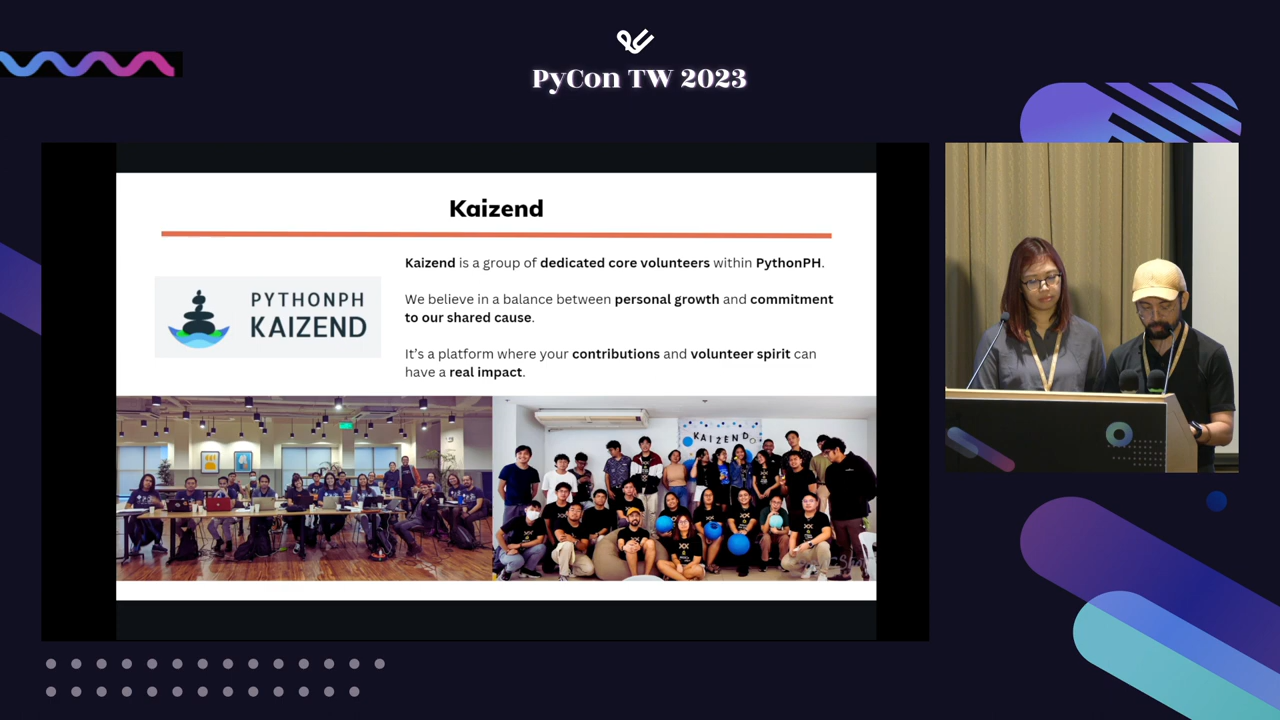 PyCon TW 2023
Kaizend
Kaizend is a group of dedicated core volunteers within PythonPH.
We believe in a balance between personal growth and commitment
to our shared cause.
It's a platform where your contributions and volunteer spirit can
have a real impact.
PYTHONPH
KAIZEND
KAIZEND